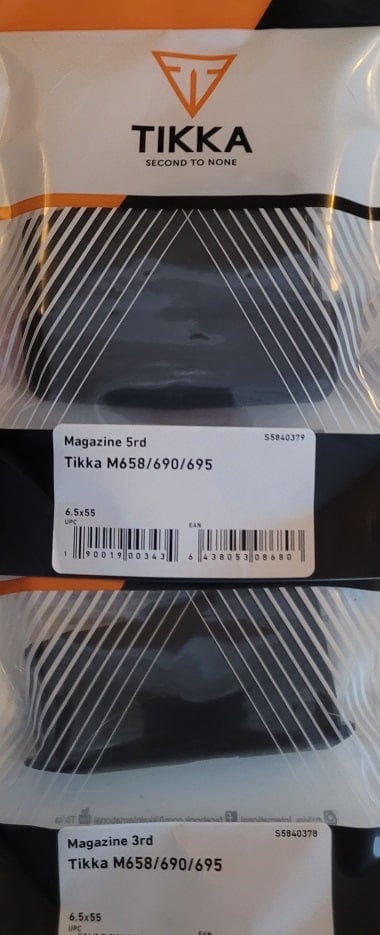 TIKKA
SECOND TO NONE
Magazine 5rd S5840379
Tikka M658/690/695
6.5x55
UPC EAN
1 90019 00343 6 438053 08680
Magazine 3rd S5840378
Tikka M658/690/695
6.5x55
UPC EAN